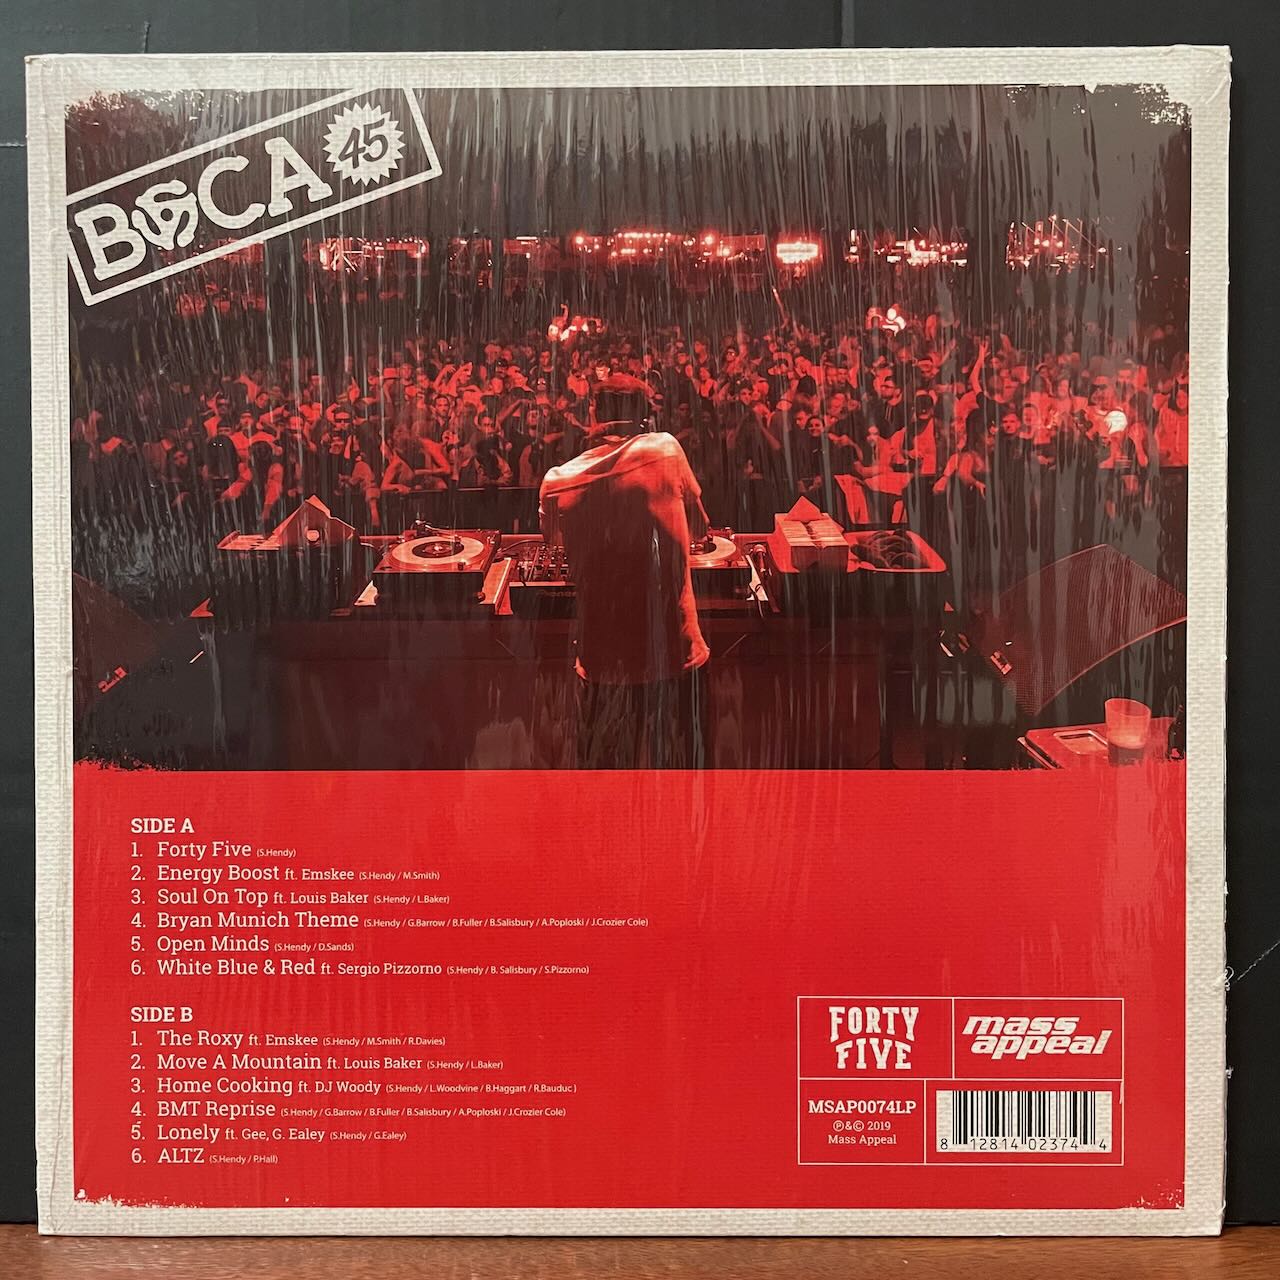 BOCA 45
SIDE A
1. Forty Five (S.Hendy)
2. Energy Boost ft. Emskee (S.Hendy / M.Smith)
3. Soul On Top ft. Louis Baker (S.Hendy / L.Baker)
4. Bryan Munich Theme (S.Hendy / G.Barrow / B.Fuller / B.Salisbury / A.Poploski / J.Crozier Cole)
5. Open Minds (S.Hendy / D.Sands)
6. White Blue & Red ft. Sergio Pizzorno (S.Hendy / B. Salisbury / S.Pizzorno)
SIDE B
1. The Roxy ft. Emskee (S.Hendy / M.Smith / R.Davies)
2. Move A Mountain ft. Louis Baker (S.Hendy / L.Baker)
3. Home Cooking ft. DJ Woody (S.Hendy / L.Woodvine / B.Haggart / R.Bauduc )
4. BMT Reprise (S.Hendy / G.Barrow / B.Fuller / B.Salisbury / A.Poploski / J.Crozier Cole)
5. Lonely ft. Gee, G. Ealey (S.Hendy / G.Ealey)
6. ALTZ (S.Hendy / P.Hall)
FORTY
FIVE
mass
appeal
MSAP0074LP
℗&© 2019
Mass Appeal
8 12814 02374 4